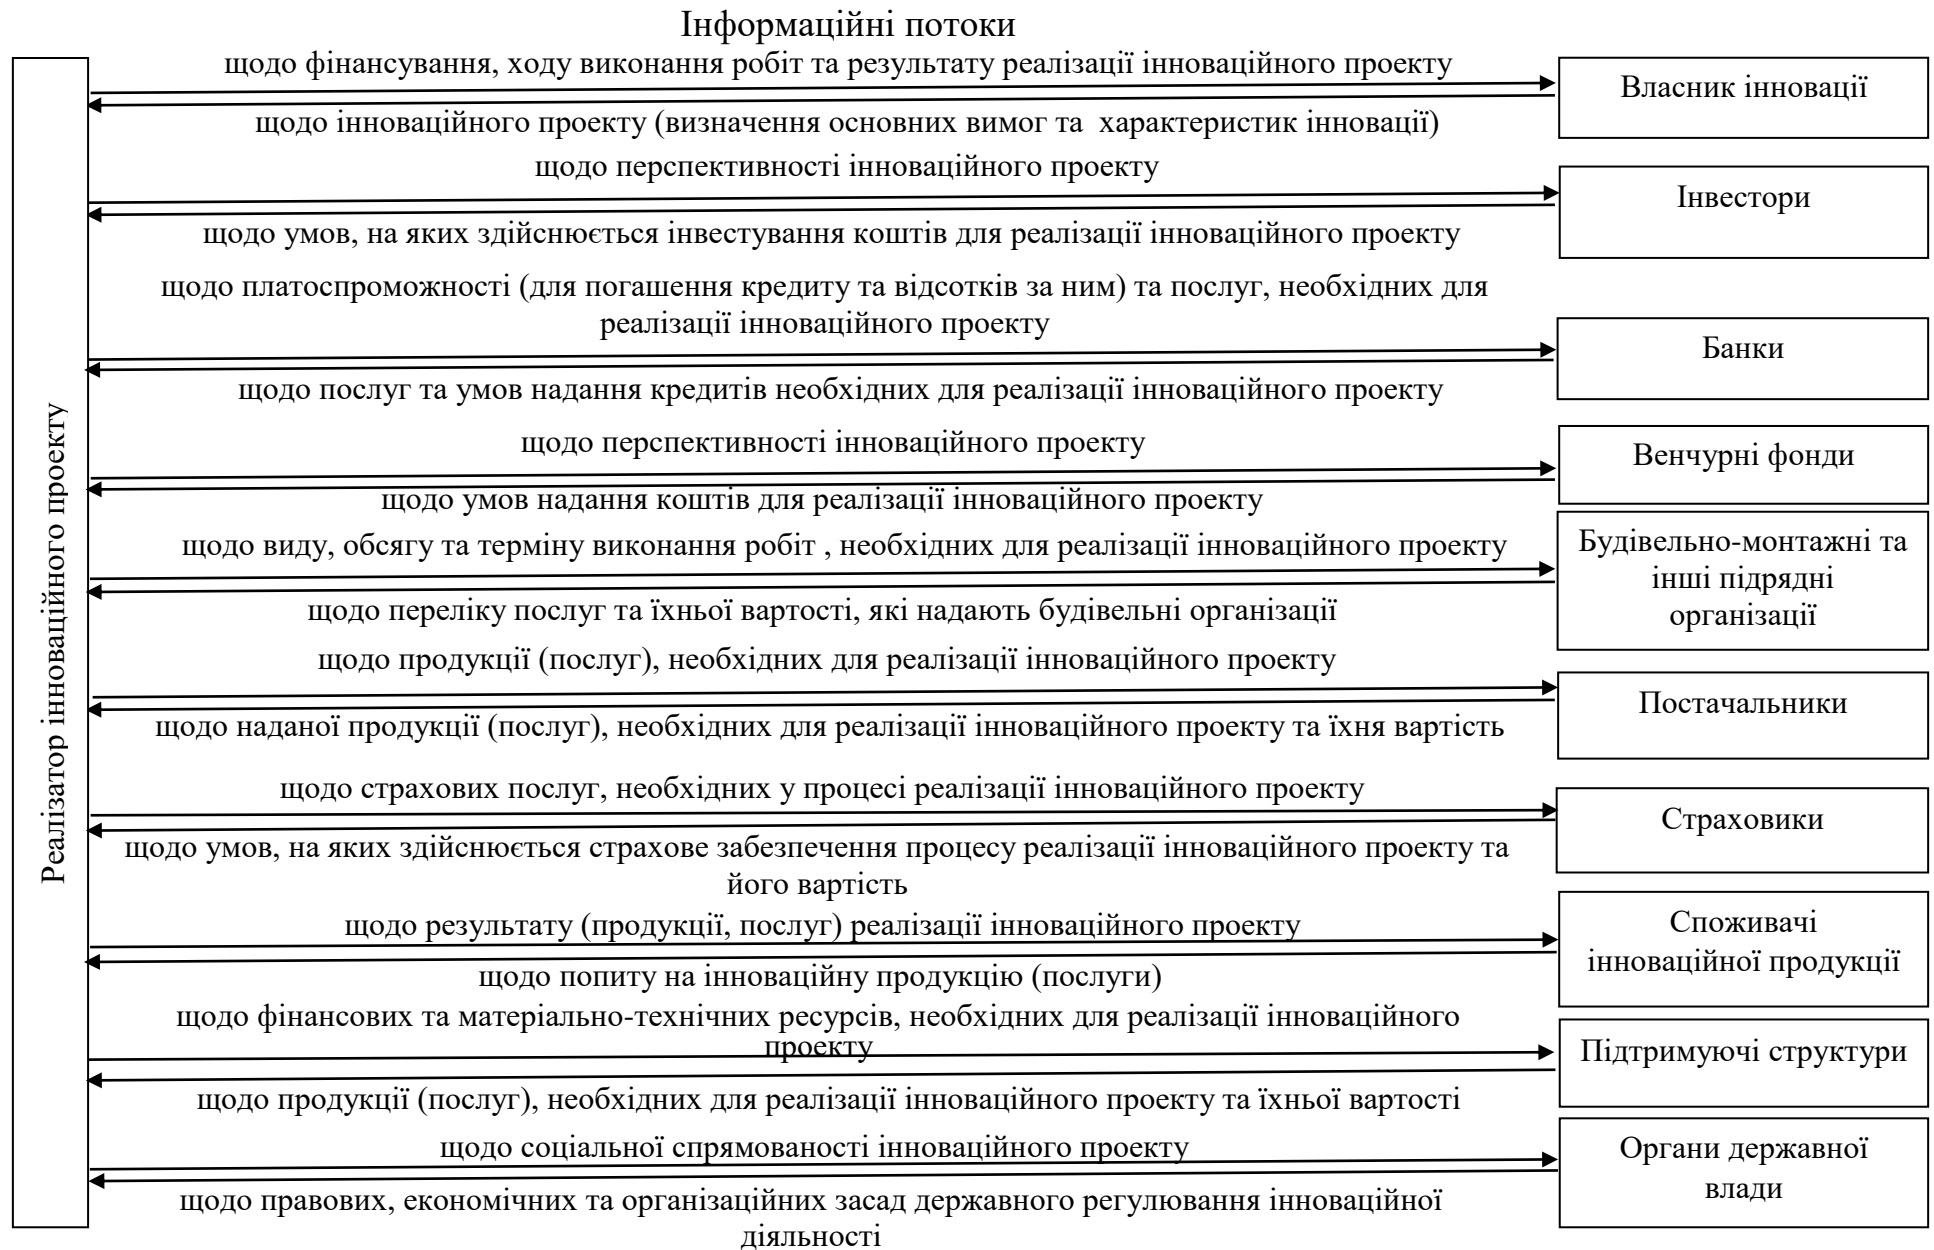 Інформаційні потоки
Реалізатор інноваційного проекту
щодо фінансування, ходу виконання робіт та результату реалізації інноваційного проекту
Власник інновації
щодо інноваційного проекту (визначення основних вимог та характеристик інновації)
щодо перспективності інноваційного проекту
Інвестори
щодо умов, на яких здійснюється інвестування коштів для реалізації інноваційного проекту
щодо платоспроможності (для погашення кредиту та відсотків за ним) та послуг, необхідних для
реалізації інноваційного проекту
Банки
щодо послуг та умов надання кредитів необхідних для реалізації інноваційного проекту
щодо перспективності інноваційного проекту
Венчурні фонди
щодо умов надання коштів для реалізації інноваційного проекту
щодо виду, обсягу та терміну виконання робіт , необхідних для реалізації інноваційного проекту
Будівельно-монтажні та
інші підрядні
організації
щодо переліку послуг та їхньої вартості, які надають будівельні організації
щодо продукції (послуг), необхідних для реалізації інноваційного проекту
Постачальники
щодо наданої продукції (послуг), необхідних для реалізації інноваційного проекту та їхня вартість
щодо страхових послуг, необхідних у процесі реалізації інноваційного проекту
Страховики
щодо умов, на яких здійснюється страхове забезпечення процесу реалізації інноваційного проекту та
його вартість
щодо результату (продукції, послуг) реалізації інноваційного проекту
Споживачі
інноваційної продукції
щодо попиту на інноваційну продукцію (послуги)
щодо фінансових та матеріально-технічних ресурсів, необхідних для реалізації інноваційного
проекту
Підтримуючі структури
щодо продукції (послуг), необхідних для реалізації інноваційного проекту та їхньої вартості
щодо соціальної спрямованості інноваційного проекту
Органи державної
влади
щодо правових, економічних та організаційних засад державного регулювання інноваційної
діяльності